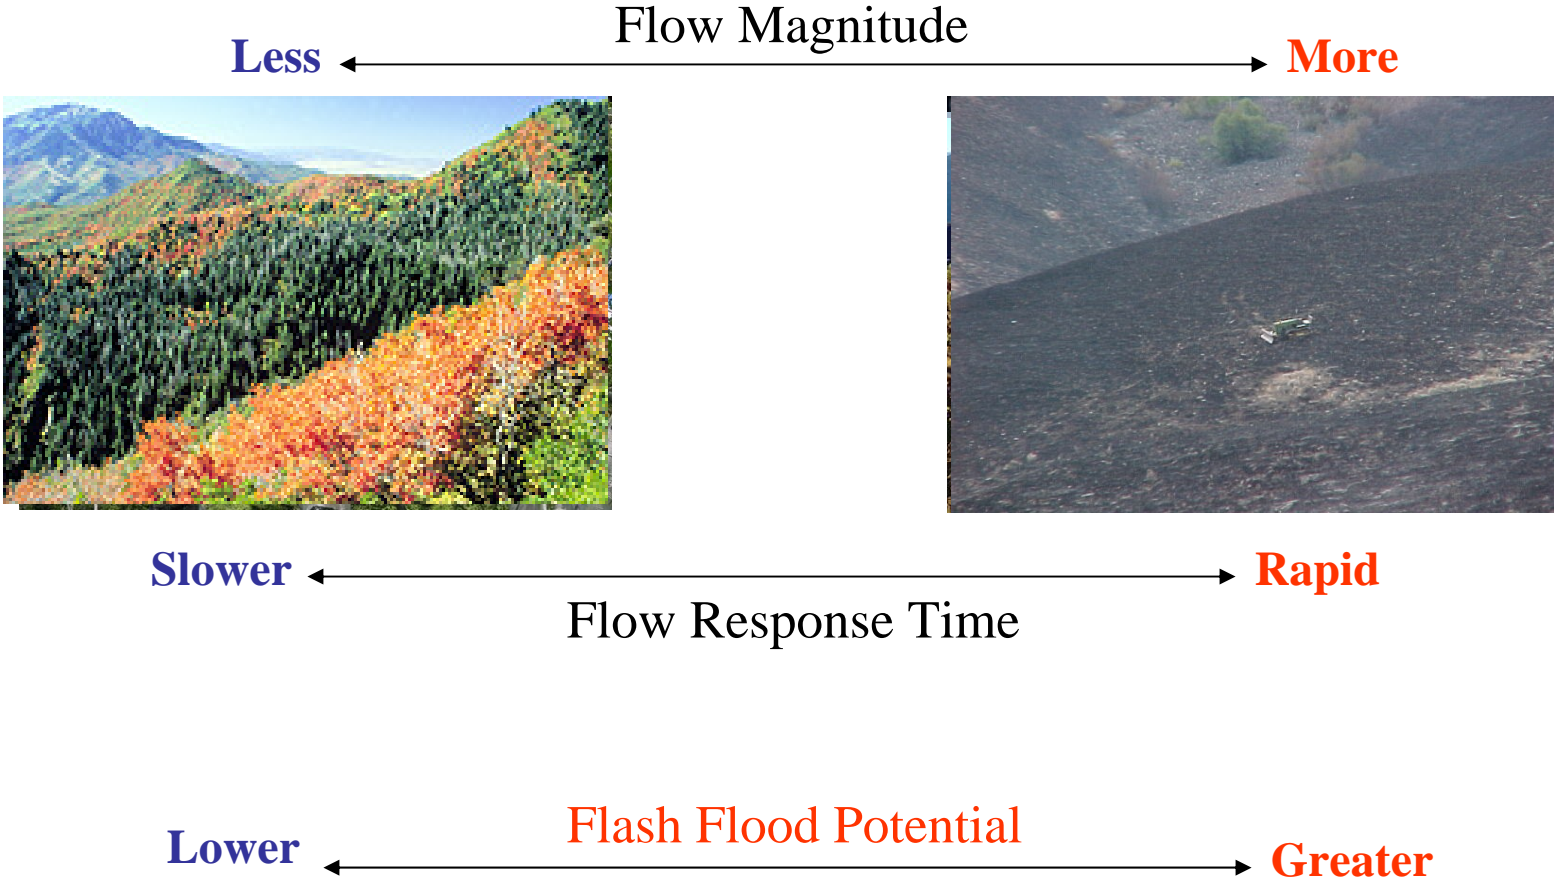 Flow Magnitude
Less More
Slower Rapid
Flow Response Time
Flash Flood Potential
Lower Greater